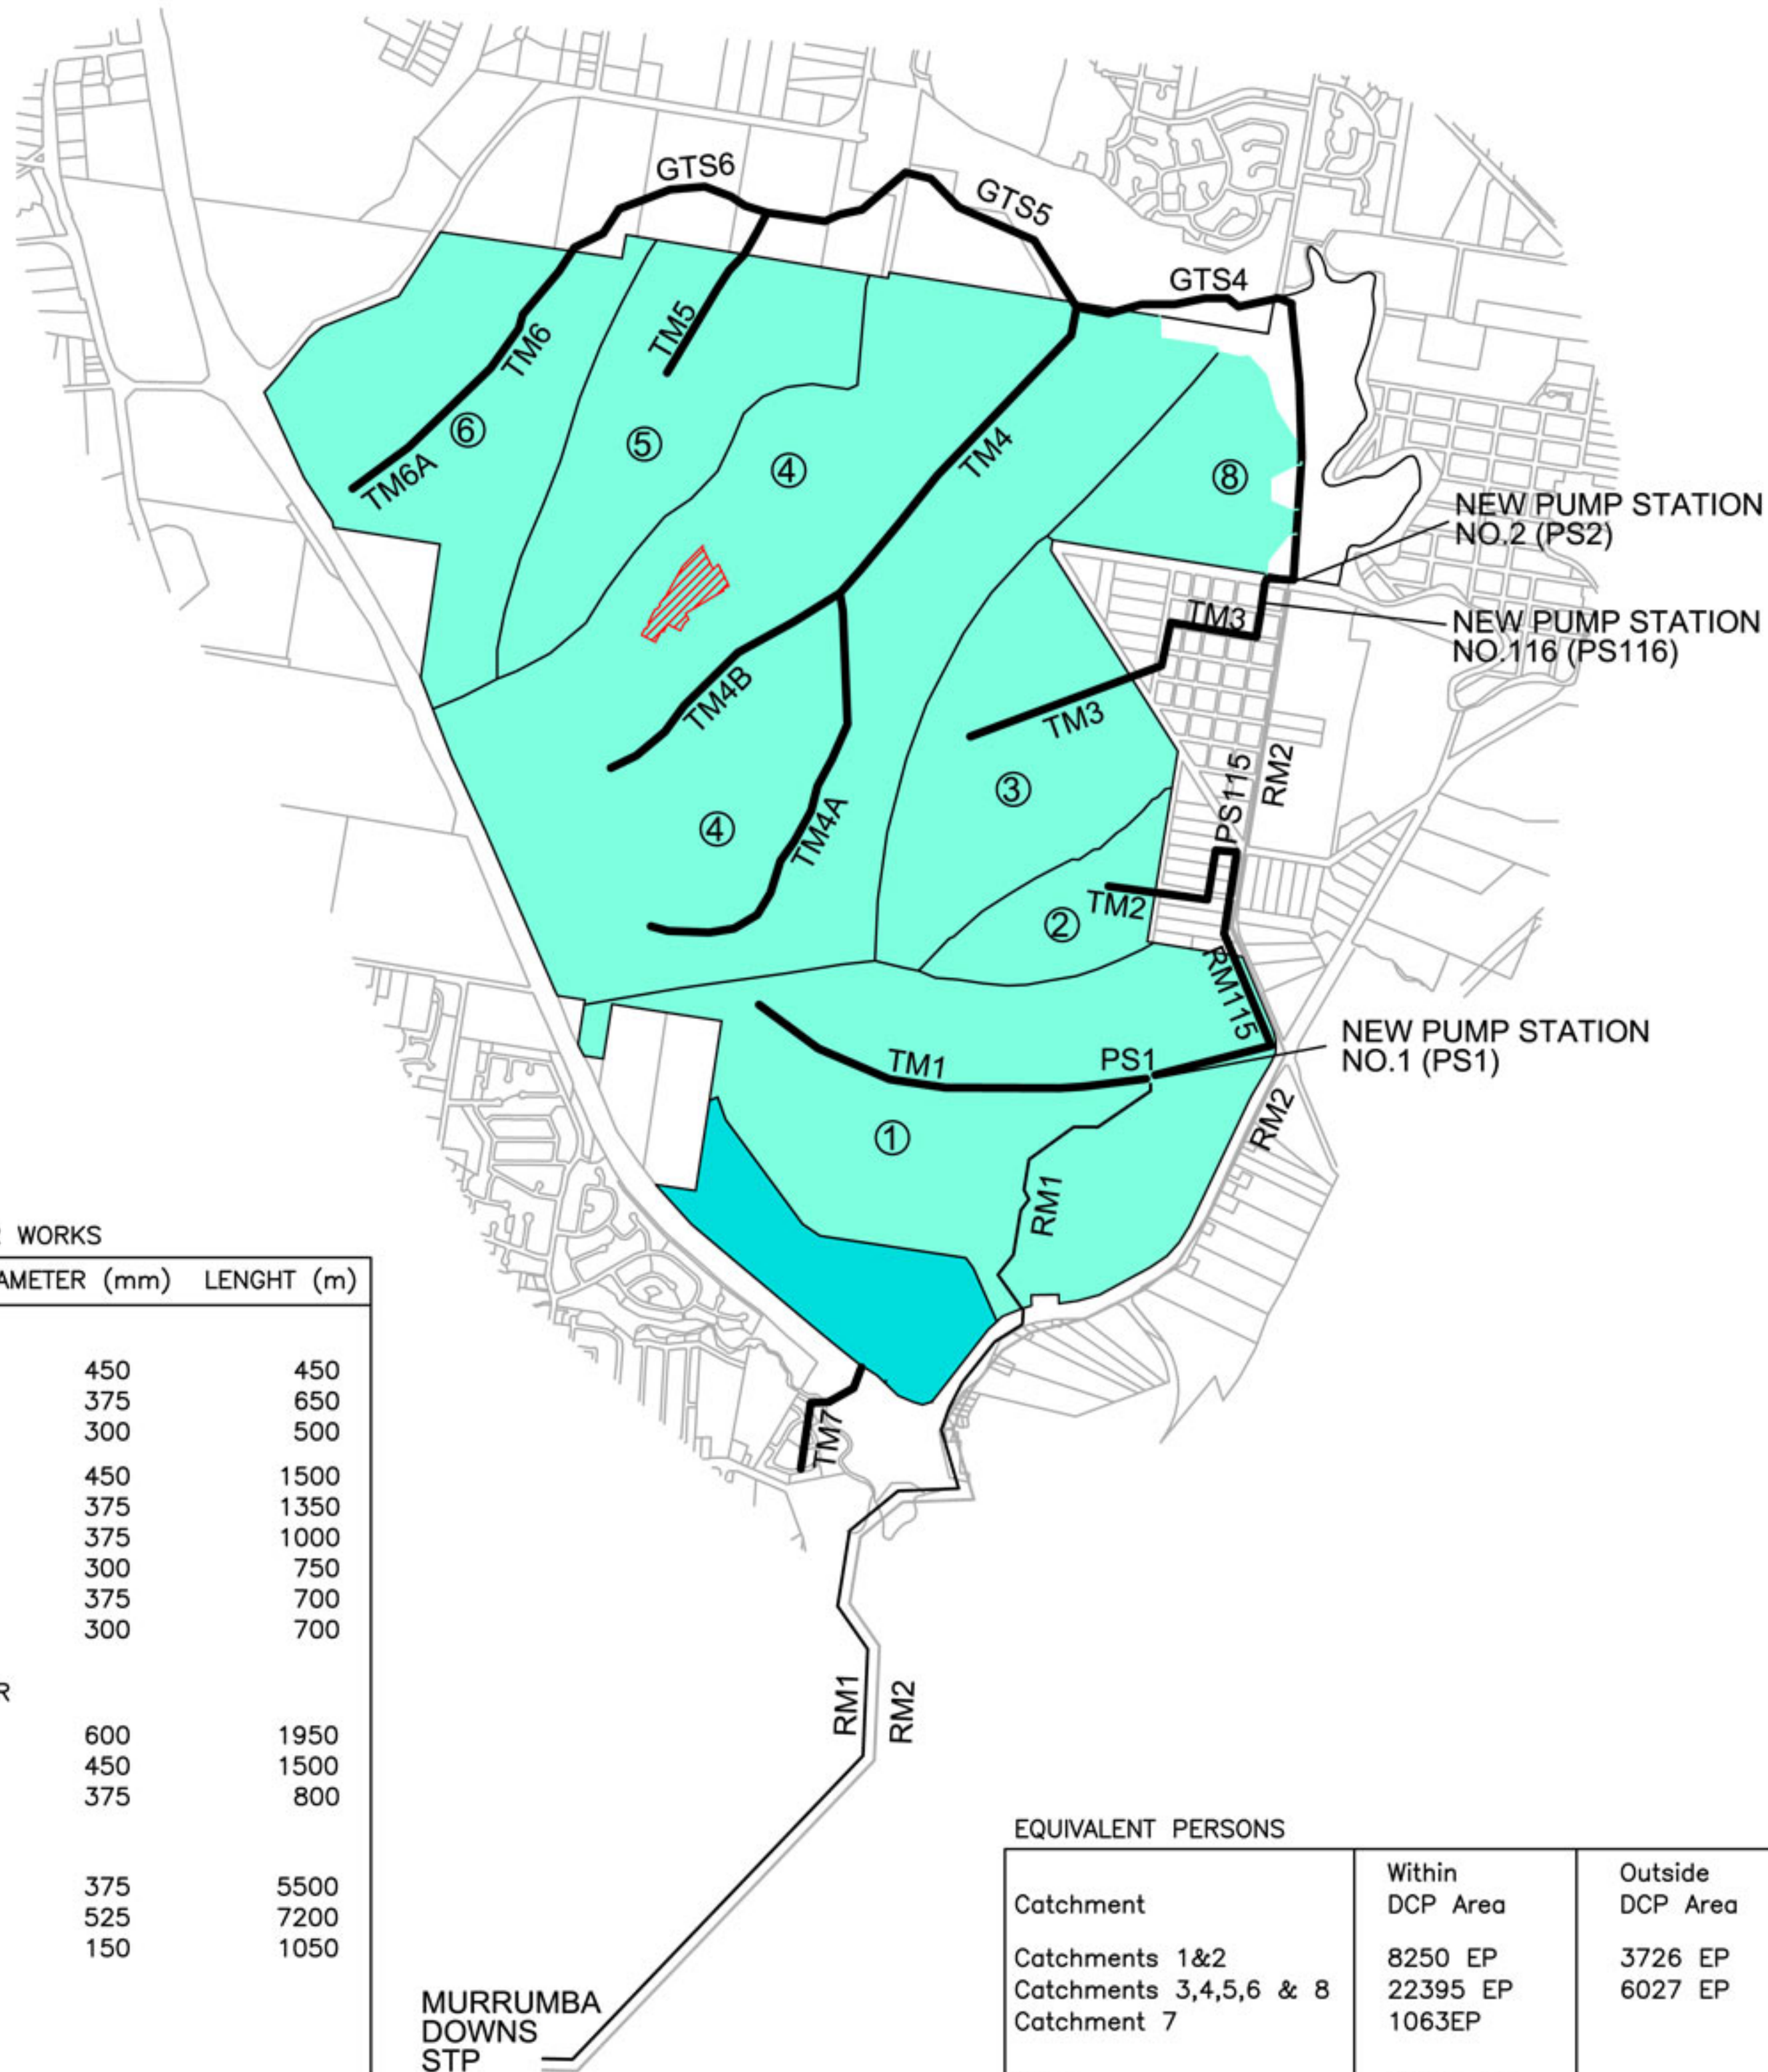 GTS6
GTS5
GTS4
TM5
TM6
TM6A
⑥
⑤
④
TM4
⑧
NEW PUMP STATION
NO.2 (PS2)
TM3
NEW PUMP STATION
NO.116 (PS116)
TM4B
TM3
PS115
RM2
③
④
TM4A
TM2
②
RM115
NEW PUMP STATION
NO.1 (PS1)
TM1
PS1
①
RM2
RM1
TM7
RM1
RM2
MURRUMBA
DOWNS
STP
WORKS
AMETER (mm) LENGHT (m)
450 450
375 650
300 500
450 1500
375 1350
375 1000
300 750
375 700
300 700
R
600 1950
450 1500
375 800
375 5500
525 7200
150 1050
EQUIVALENT PERSONS
Catchment Within DCP Area Outside DCP Area
Catchments 1&2 8250 EP 3726 EP
Catchments 3,4,5,6 & 8 22395 EP 6027 EP
Catchment 7 1063EP